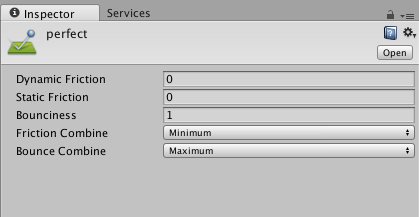 Inspector Services
perfect
Open
Dynamic Friction 0
Static Friction 0
Bounciness 1
Friction Combine Minimum
Bounce Combine Maximum